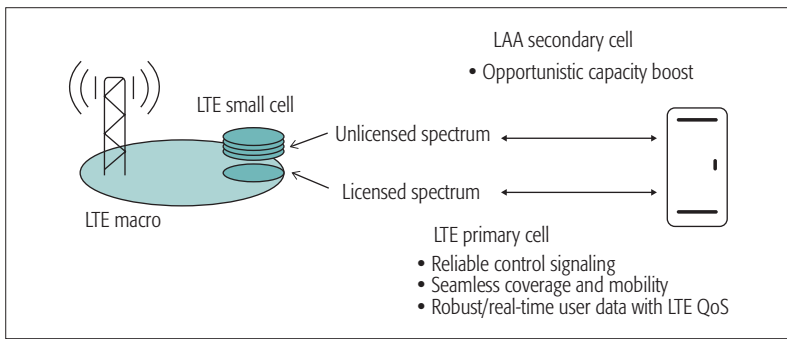 LAA secondary cell
• Opportunistic capacity boost
LTE small cell
Unlicensed spectrum
Licensed spectrum
LTE macro
LTE primary cell
• Reliable control signaling
• Seamless coverage and mobility
• Robust/real-time user data with LTE QoS